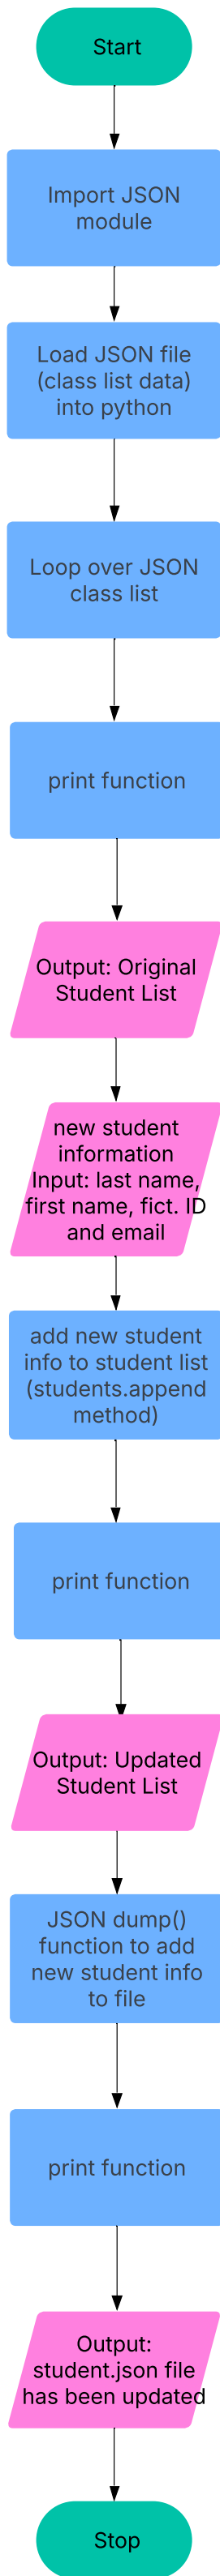 Start
Import JSON
module
Load JSON file
(class list data)
into python
Loop over JSON
class list
print function
Output: Original
Student List
new student
information
Input: last name,
first name, fict. ID
and email
add new student
info to student list
(students.append
method)
print function
Output: Updated
Student List
JSON dump()
function to add
new student info
to file
print function
Output:
student.json file
has been updated
Stop